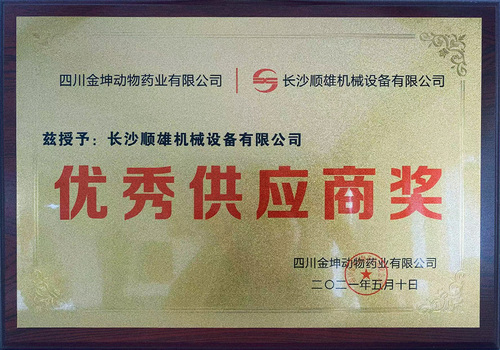 四川金坤动物药业有限公司 长沙顺雄机械设备有限公司
兹授予：长沙顺雄机械设备有限公司
优秀供应商奖
四川金坤动物药业有限公司
二〇二一年五月十日